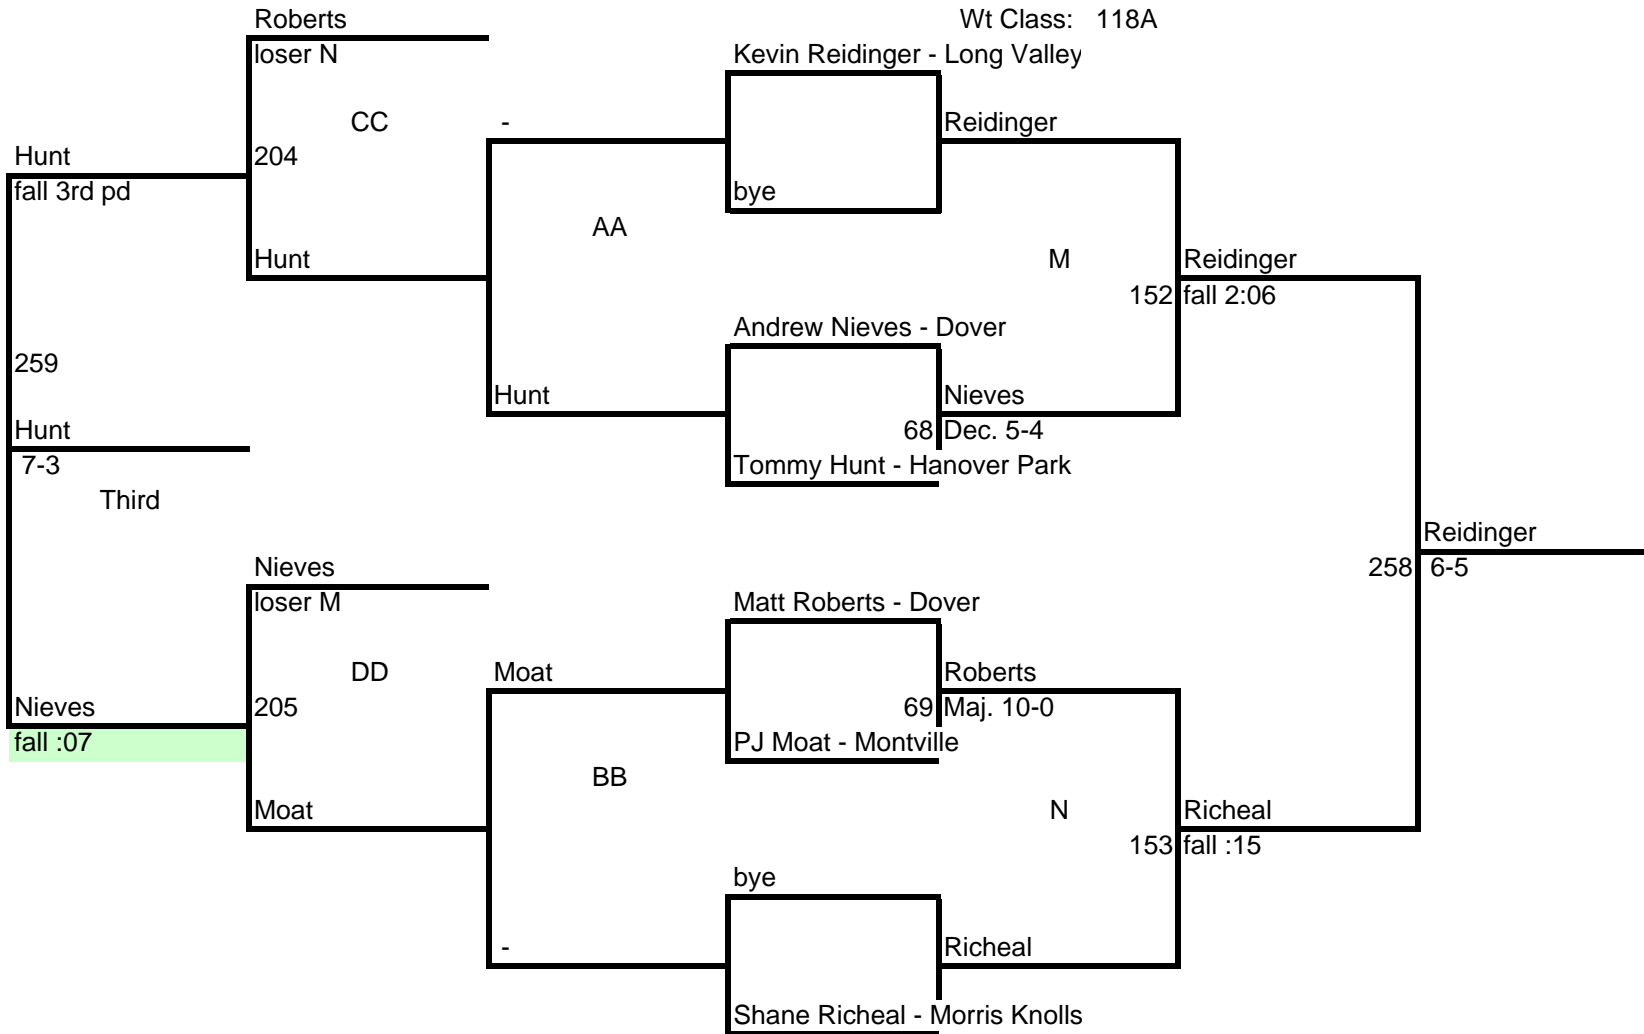 Roberts
Wt Class: 118A
loser N
Kevin Reidinger - Long Valley
CC
-
Reidinger
Hunt
204
fall 3rd pd
bye
AA
Hunt
M
Reidinger
152
fall 2:06
Andrew Nieves - Dover
259
Hunt
Nieves
Hunt
68
Dec. 5-4
7-3
Tommy Hunt - Hanover Park
Third
Reidinger
Nieves
258
6-5
loser M
Matt Roberts - Dover
DD
Moat
Roberts
Nieves
205
69
Maj. 10-0
fall :07
PJ Moat - Montville
BB
Moat
N
Richeal
153
fall :15
bye
-
Richeal
Shane Richeal - Morris Knolls